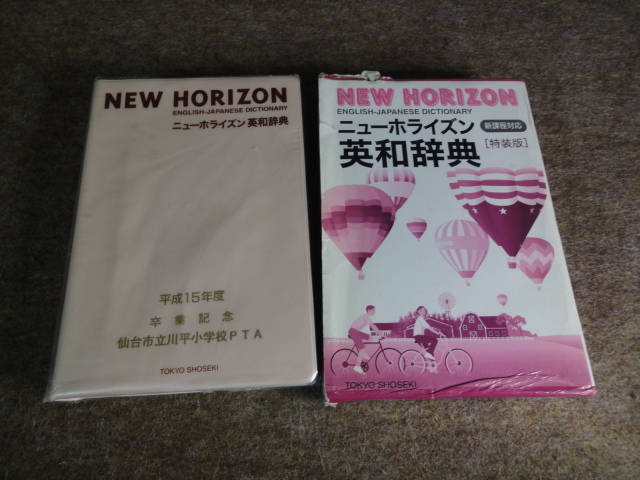 NEW HORIZON
ENGLISH-JAPANESE DICTIONARY
ニューホライズン 英和辞典
平成15年度
卒業記念
仙台市立川平小学校PTA
TOKYO SHOSEKI
NEW HORIZON
ENGLISH-JAPANESE DICTIONARY
ニューホライズン 新課程対応
英和辞典 [特装版]
TOKYO SHOSEKI